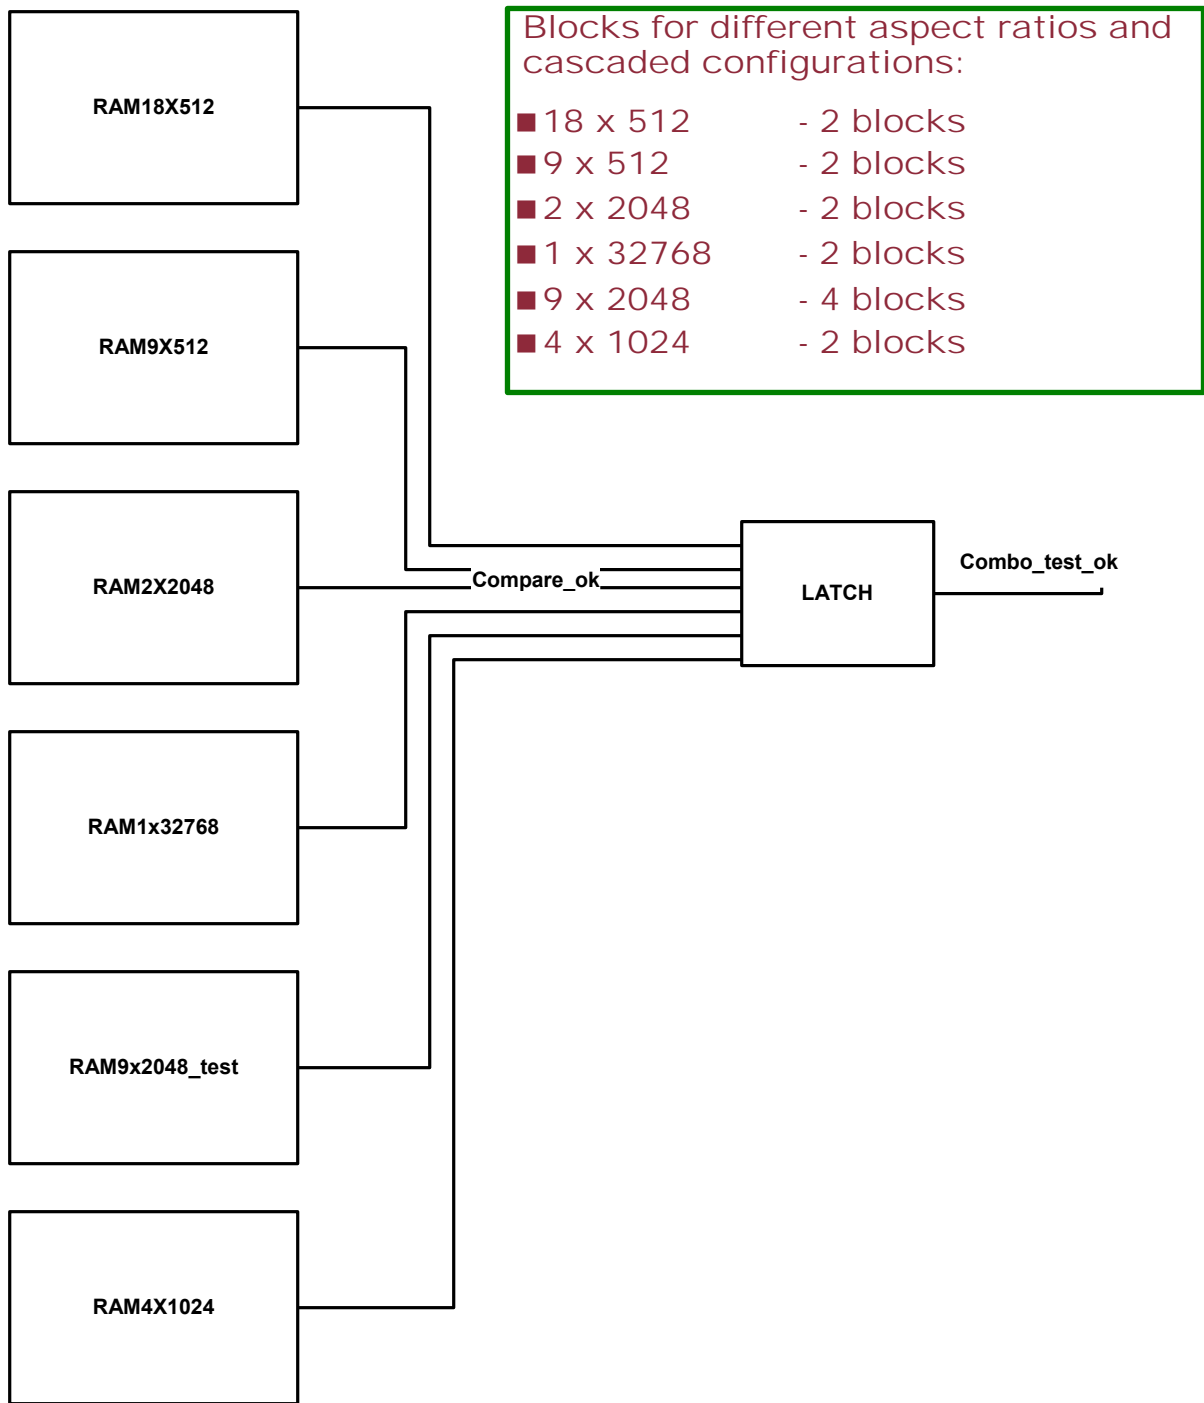 Blocks for different aspect ratios and
cascaded configurations:
■ 18 x 512 - 2 blocks
■ 9 x 512 - 2 blocks
■ 2 x 2048 - 2 blocks
■ 1 x 32768 - 2 blocks
■ 9 x 2048 - 4 blocks
■ 4 x 1024 - 2 blocks
RAM18X512
RAM9X512
RAM2X2048
RAM1x32768
RAM9x2048_test
RAM4X1024
Compare_ok
LATCH
Combo_test_ok